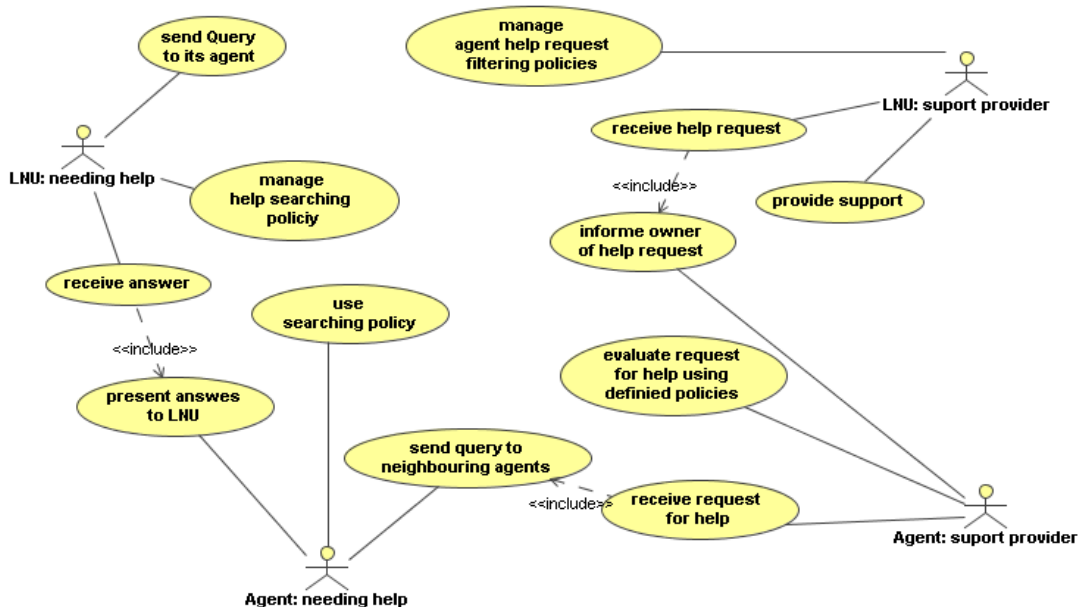 send Query
to its agent
manage
agent help request
filtering policies
LNU: suport provider
receive help request
LNU: needing help
manage
help searching
policiy
<<include>>
provide support
informe owner
of help request
receive answer
use
searching policy
<<include>>
evaluate request
for help using
definied policies
present answes
to LNU
send query to
neighbouring agents
<<include>>
receive request
for help
Agent: suport provider
Agent: needing help